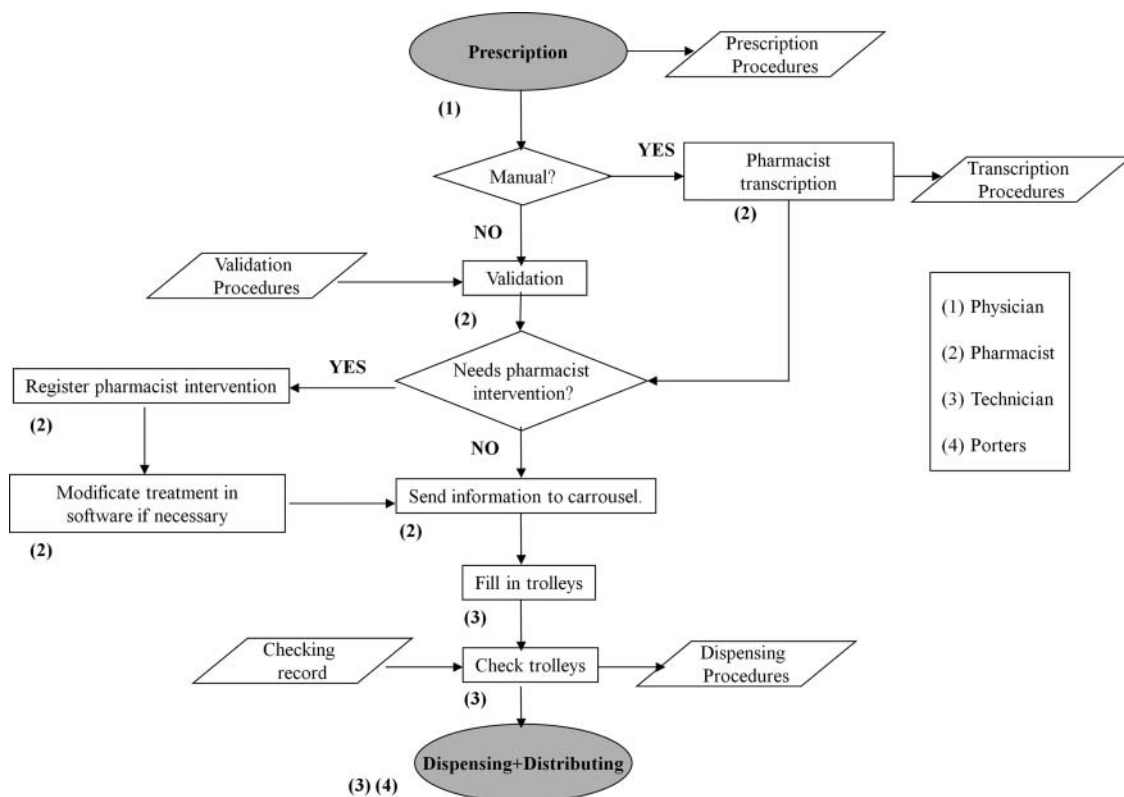 Prescription
Prescription
Procedures
(1)
YES
Manual?
Pharmacist
transcription
Transcription
Procedures
(2)
NO
Validation
Procedures
Validation
(2)
(1) Physician
(2) Pharmacist
(3) Technician
(4) Porters
YES
Needs pharmacist
intervention?
Register pharmacist intervention
(2)
NO
Modificate treatment in
software if necessary
(2)
Send information to carrousel.
(2)
Fill in trolleys
(3)
Checking
record
Check trolleys
Dispensing
Procedures
(3)
Dispensing+Distributing
(3) (4)